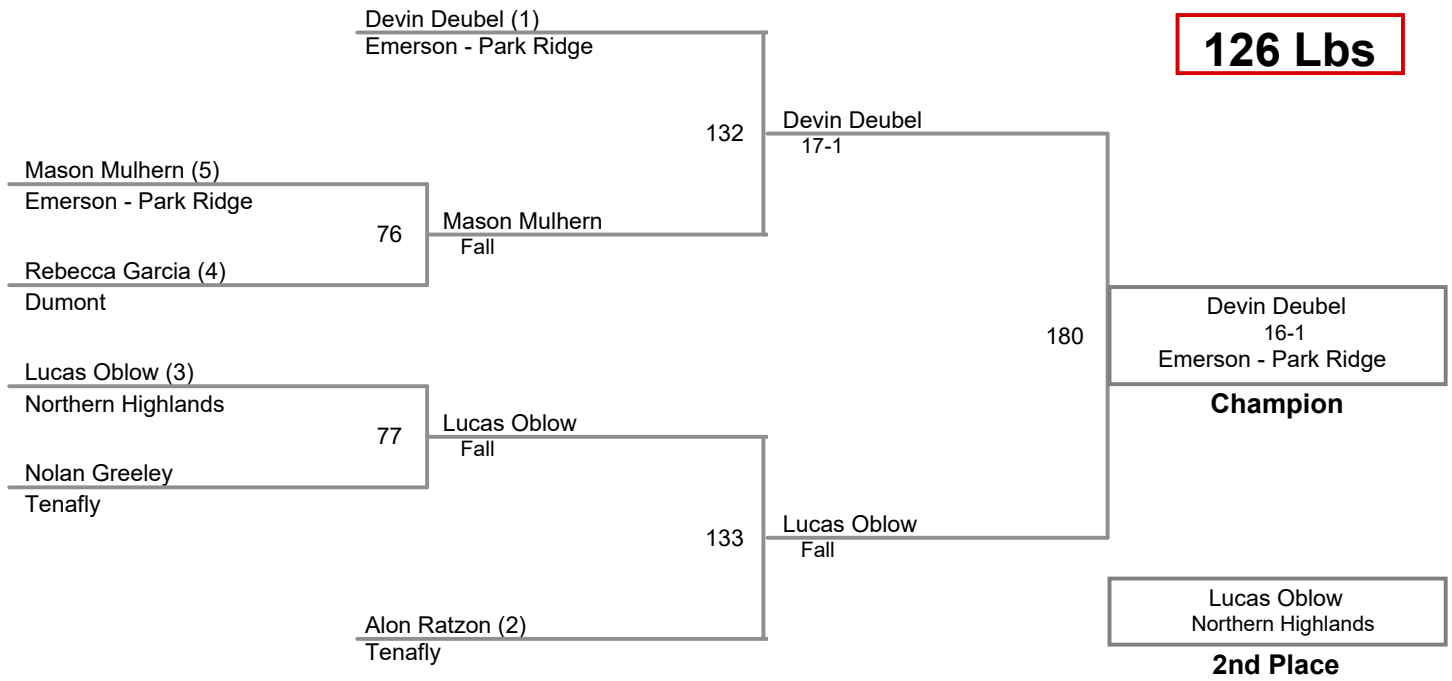 Devin Deubel (1)
Emerson - Park Ridge
126 Lbs
132
Devin Deubel
17-1
Mason Mulhern (5)
Emerson - Park Ridge
76
Mason Mulhern
Fall
Rebecca Garcia (4)
Dumont
180
Devin Deubel
16-1
Emerson - Park Ridge
Champion
Lucas Oblow (3)
Northern Highlands
77
Lucas Oblow
Fall
Nolan Greeley
Tenafly
133
Lucas Oblow
Fall
Alon Ratzon (2)
Tenafly
Lucas Oblow
Northern Highlands
2nd Place